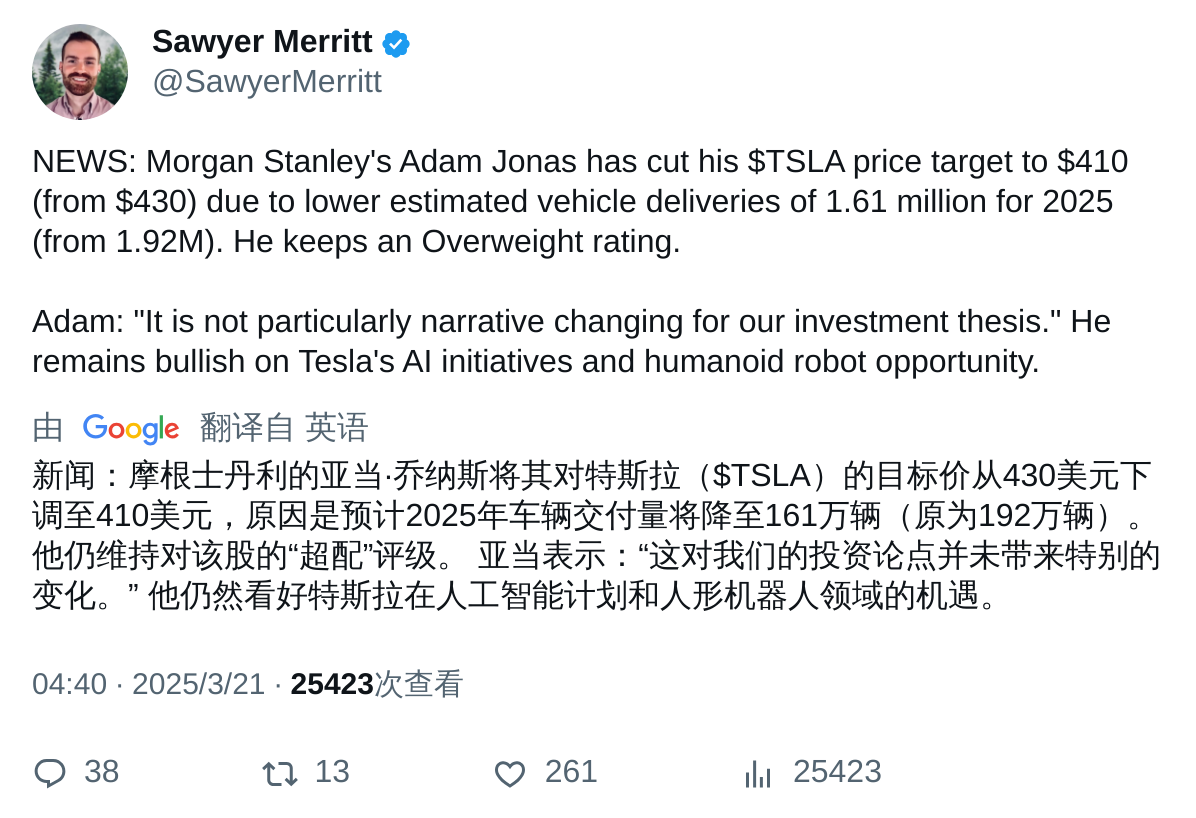 Sawyer Merritt
@SawyerMerritt
NEWS: Morgan Stanley's Adam Jonas has cut his $TSLA price target to $410
(from $430) due to lower estimated vehicle deliveries of 1.61 million for 2025
(from 1.92M). He keeps an Overweight rating.
Adam: "It is not particularly narrative changing for our investment thesis." He
remains bullish on Tesla's AI initiatives and humanoid robot opportunity.
由 Google 翻译自 英语
新闻：摩根士丹利的亚当·乔纳斯将其对特斯拉（$TSLA）的目标价从430美元下
调至410美元，原因是预计2025年车辆交付量将降至161万辆（原为192万辆）。
他仍维持对该股的“超配”评级。 亚当表示：“这对我们的投资论点并未带来特别的
变化。” 他仍然看好特斯拉在人工智能计划和人形机器人领域的机遇。
04:40 · 2025/3/21 · 25423次查看
38 13 261 25423